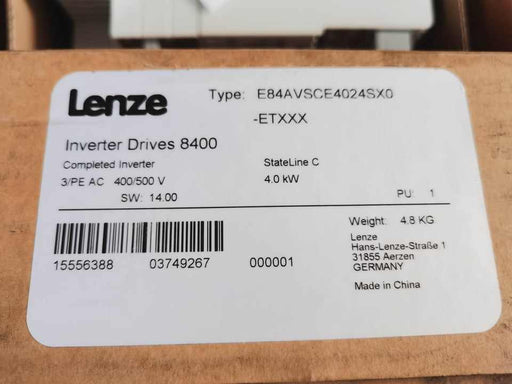 Lenze
Type: E84AVSCE4024SX0
-ETXXX
Inverter Drives 8400
Completed Inverter StateLine C
3/PE AC 400/500 V 4.0 kW
SW: 14.00 PU: 1
Weight: 4.8 KG
15556388 03749267 000001
Lenze
Hans-Lenze-Straße 1
31855 Aerzen
GERMANY
Made in China